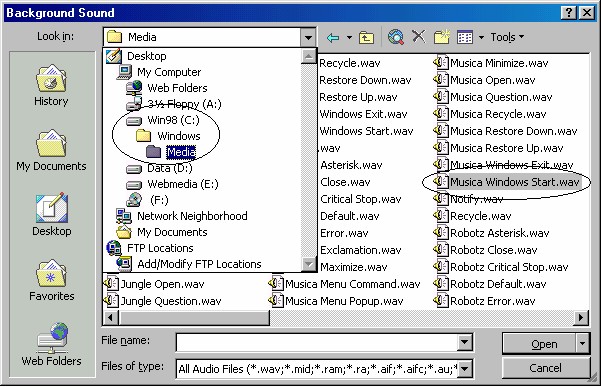 Background Sound
Look in:
Media
Tools
History
My Documents
Desktop
Favorites
Web Folders
Desktop
My Computer
Web Folders
3½ Floppy (A:)
Win98 (C:)
Windows
Media
Data (D:)
Webmedia (E:)
(F:)
Network Neighborhood
My Documents
FTP Locations
Add/Modify FTP Locations
Jungle Open.wav
Jungle Question.wav
Recycle.wav
Restore Down.wav
Restore Up.wav
Windows Exit.wav
Windows Start.wav
.wav
Asterisk.wav
Close.wav
Critical Stop.wav
Default.wav
Error.wav
Exclamation.wav
Maximize.wav
Musica Menu Command.wav
Musica Menu Popup.wav
Musica Minimize.wav
Musica Open.wav
Musica Question.wav
Musica Recycle.wav
Musica Restore Down.wav
Musica Restore Up.wav
Musica Windows Exit.wav
Musica Windows Start.wav
Notify.wav
Recycle.wav
Robotz Asterisk.wav
Robotz Close.wav
Robotz Critical Stop.wav
Robotz Default.wav
Robotz Error.wav
File name:
Open
Files of type:
All Audio Files (*.wav;*.mid;*.ram;*.ra;*.aif;*.aifc;*.au;*
Cancel